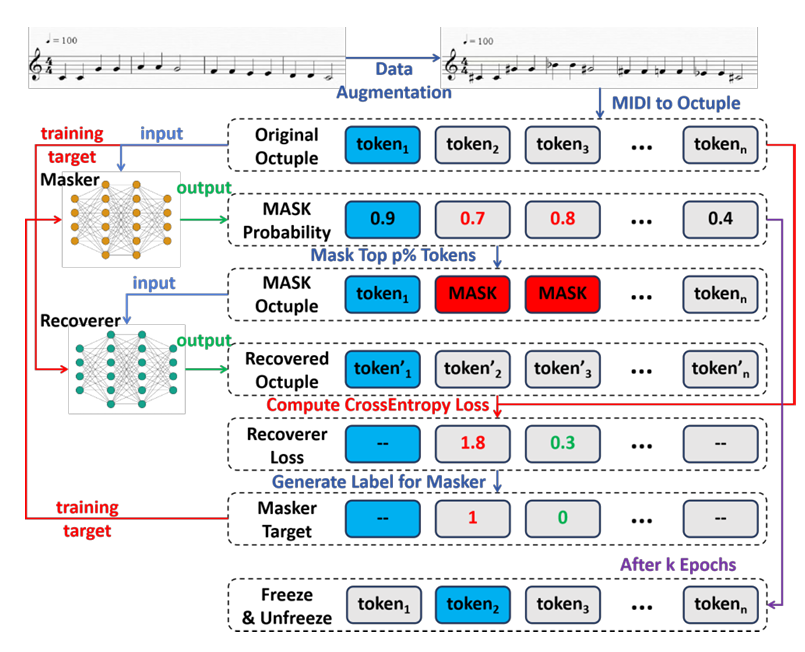 ♩ = 100
♩ = 100
Data
Augmentation
MIDI to Octuple
training
target
input
Original
Octuple
token1
token2
token3
...
tokenn
Masker
output
MASK
Probability
0.9
0.7
0.8
...
0.4
Mask Top p% Tokens
input
MASK
Octuple
token1
MASK
MASK
...
tokenn
Recoverer
output
Recovered
Octuple
token’1
token’2
token’3
...
token’n
Compute CrossEntropy Loss
Recoverer
Loss
--
1.8
0.3
...
--
Generate Label for Masker
training
target
Masker
Target
--
1
0
...
--
After k Epochs
Freeze
& Unfreeze
token1
token2
token3
...
tokenn